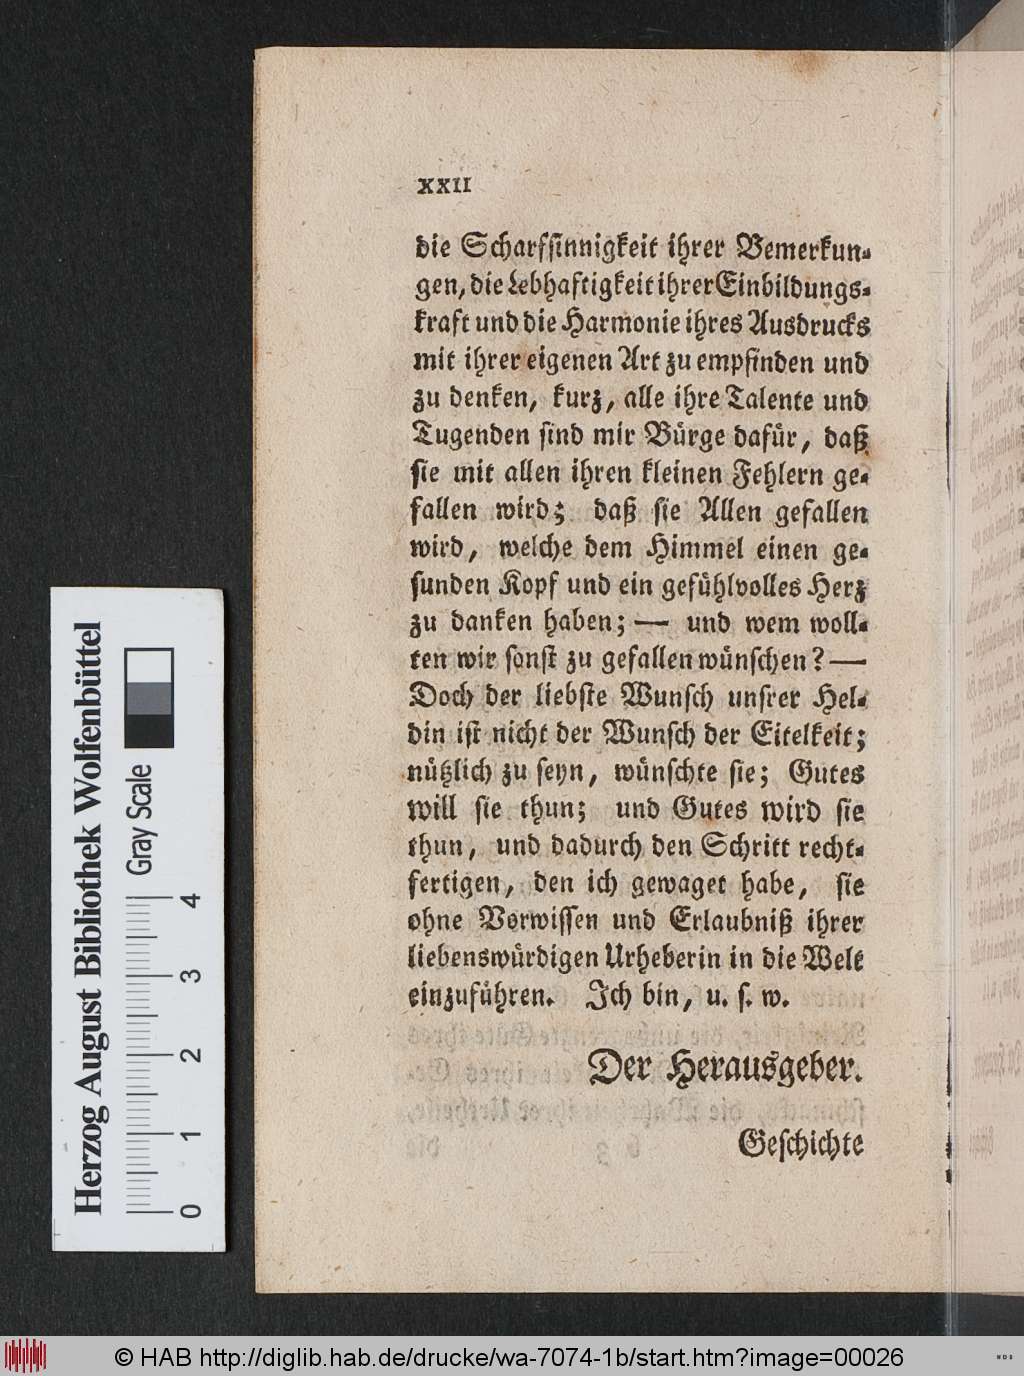 XXII
die Scharfsinnigkeit ihrer Bemerkun-
gen, die Lebhaftigkeit ihrer Einbildungs-
kraft und die Harmonie ihres Ausdrucks
mit ihrer eigenen Art zu empfinden und
zu denken, kurz, alle ihre Talente und
Tugenden sind mir Bürge dafür, daß
sie mit allen ihren kleinen Fehlern ge-
fallen wird; daß sie Allen gefallen
wird, welche dem Himmel einen ge-
sunden Kopf und ein gefühlvolles Herz
zu danken haben; — und wem woll-
ten wir sonst zu gefallen wünschen? —
Doch der liebste Wunsch unsrer Hel-
din ist nicht der Wunsch der Eitelkeit;
nützlich zu seyn, wünschte sie; Gutes
will sie thun; und Gutes wird sie
thun, und dadurch den Schritt recht-
fertigen, den ich gewaget habe, sie
ohne Vorwissen und Erlaubniß ihrer
liebenswürdigen Urheberin in die Welt
einzuführen. Ich bin, u. s. w.
Der Herausgeber.
Geschichte
Herzog August Bibliothek Wolfenbüttel
Gray Scale
0 1 2 3 4
© HAB http://diglib.hab.de/drucke/wa-7074-1b/start.htm?image=00026